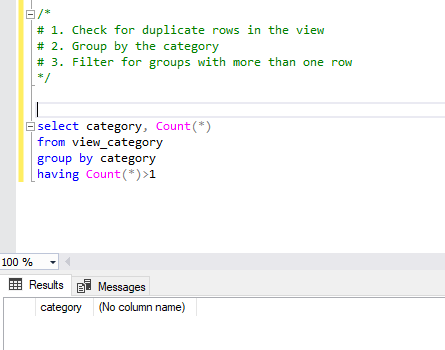 /*
# 1. Check for duplicate rows in the view
# 2. Group by the category
# 3. Filter for groups with more than one row
*/
select category, Count(*)
from view_category
group by category
having Count(*)>1
100 %
Results Messages
category (No column name)